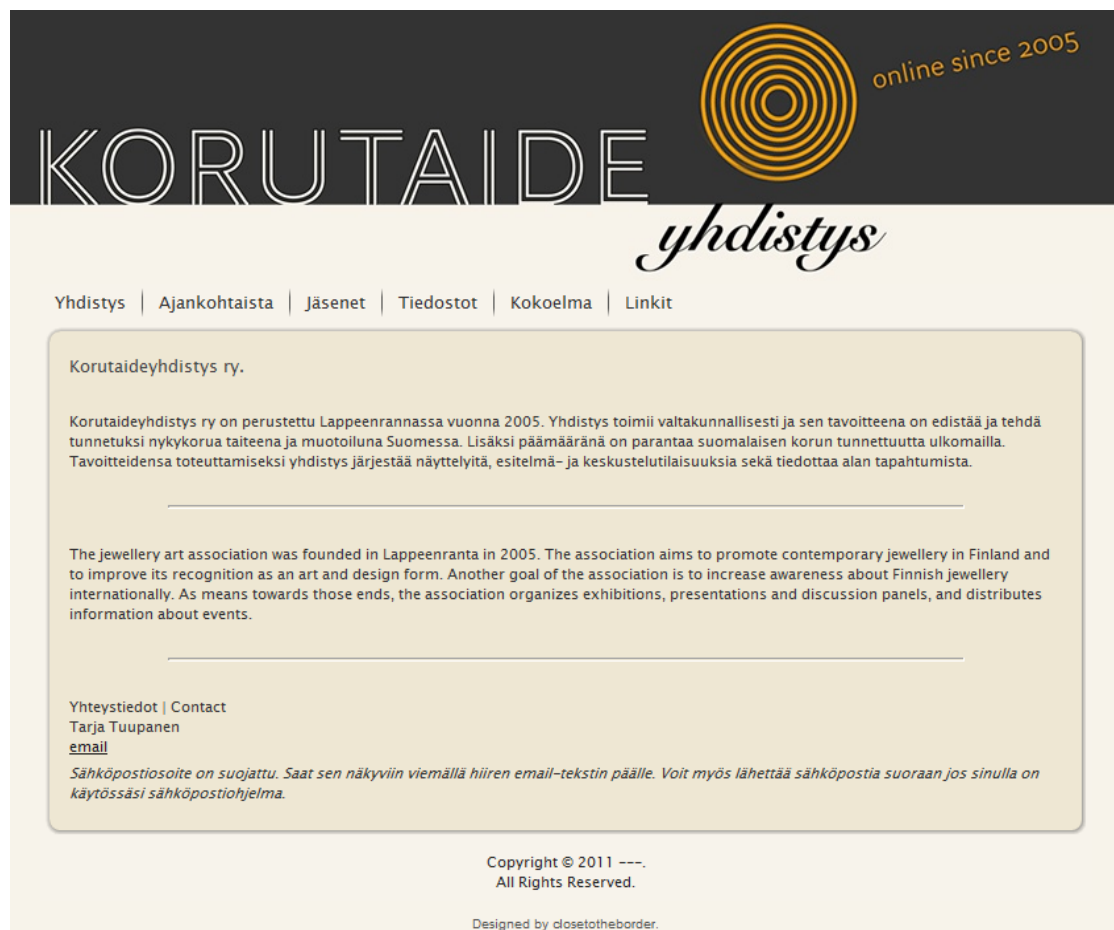 online since 2005
KORUTAIDE
yhdistys
Yhdistys | Ajankohtaista | Jäsenet | Tiedostot | Kokoelma | Linkit
Korutaideyhdistys ry.
Korutaideyhdistys ry on perustettu Lappeenrannassa vuonna 2005. Yhdistys toimii valtakunnallisesti ja sen tavoitteena on edistää ja tehdä
tunnetuksi nykykorua taiteena ja muotoiluna Suomessa. Lisäksi päämääränä on parantaa suomalaisen korun tunnettuutta ulkomailla.
Tavoitteidensa toteuttamiseksi yhdistys järjestää näyttelyitä, esitelmä- ja keskustelutilaisuuksia sekä tiedottaa alan tapahtumista.
The jewellery art association was founded in Lappeenranta in 2005. The association aims to promote contemporary jewellery in Finland and
to improve its recognition as an art and design form. Another goal of the association is to increase awareness about Finnish jewellery
internationally. As means towards those ends, the association organizes exhibitions, presentations and discussion panels, and distributes
information about events.
Yhteystiedot | Contact
Tarja Tuupanen
email
Sähköpostiosoite on suojattu. Saat sen näkyviin viemällä hiiren email-tekstin päälle. Voit myös lähettää sähköpostia suoraan jos sinulla on
käytössäsi sähköpostiohjelma.
Copyright © 2011 ---.
All Rights Reserved.
Designed by closetotheborder.